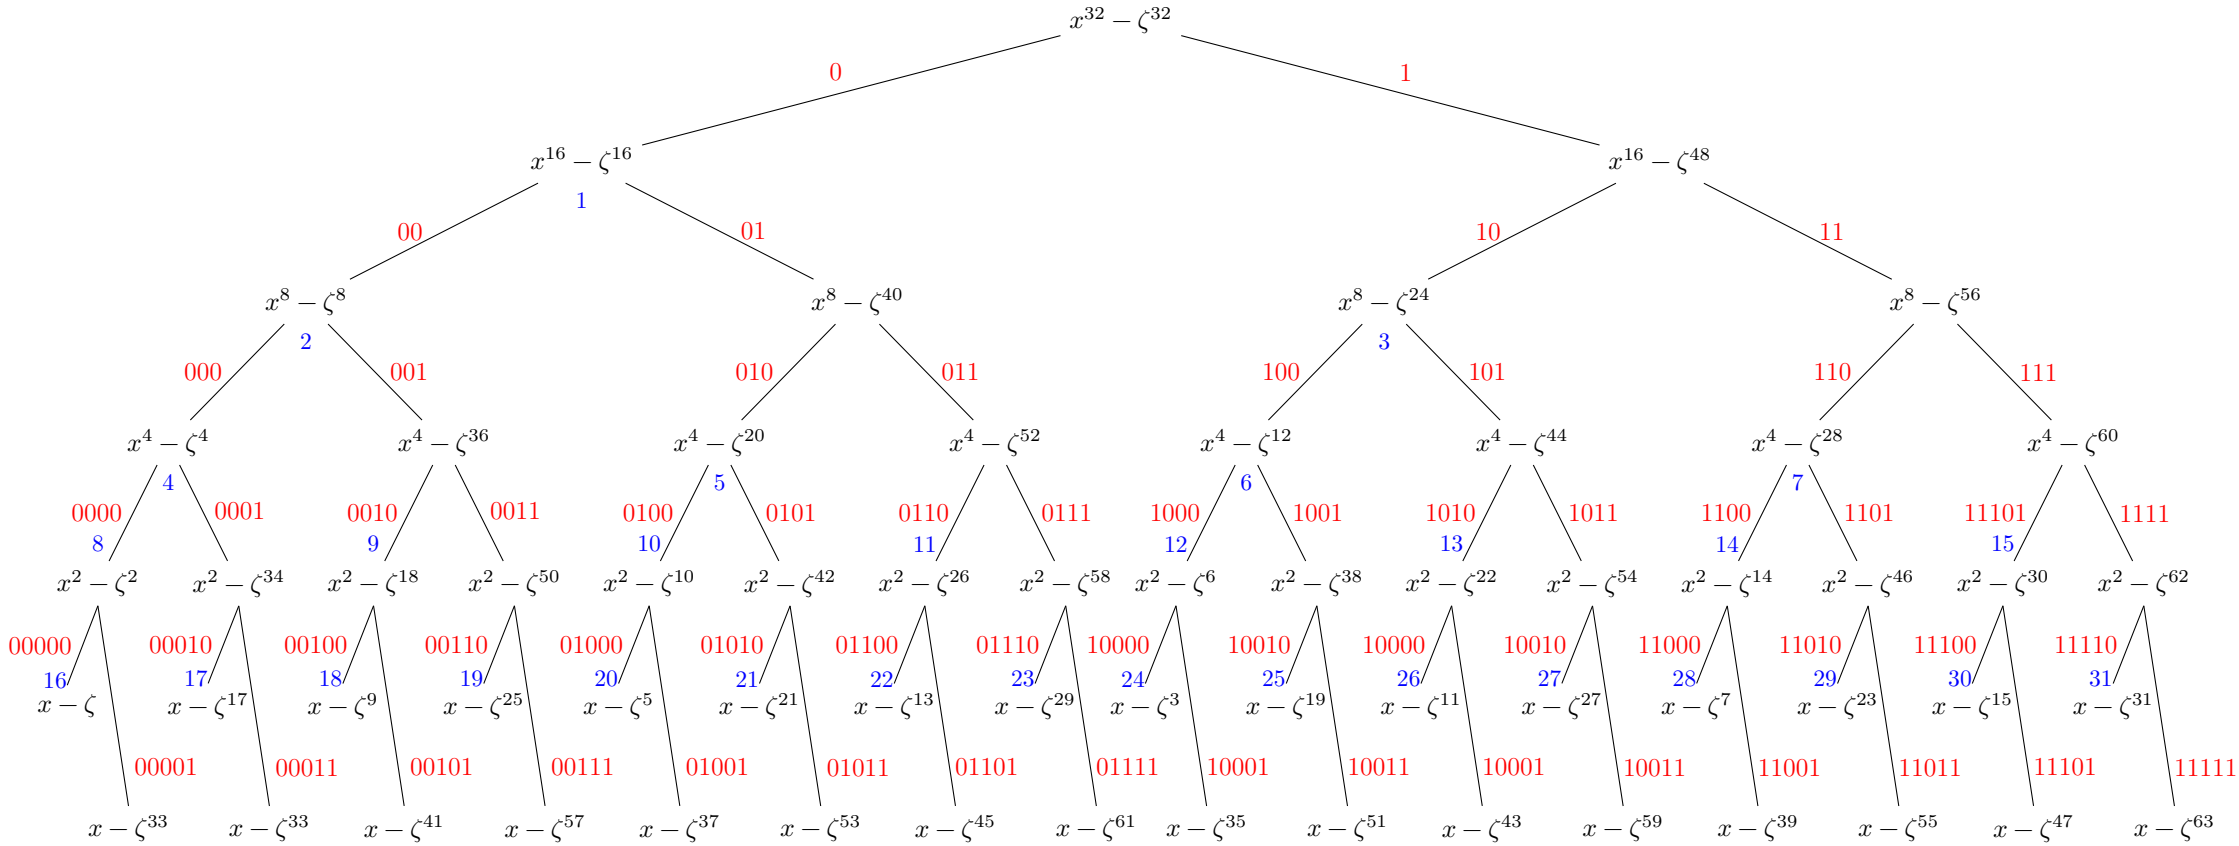 x^{32} − ζ^{32}
0 1
x^{16} − ζ^{16} x^{16} − ζ^{48}
1
00 01 10 11
x^8 − ζ^8 x^8 − ζ^{40} x^8 − ζ^{24} x^8 − ζ^{56}
2 3
000 001 010 011 100 101 110 111
x^4 − ζ^4 x^4 − ζ^{36} x^4 − ζ^{20} x^4 − ζ^{52} x^4 − ζ^{12} x^4 − ζ^{44} x^4 − ζ^{28} x^4 − ζ^{60}
4 5 6 7
0000 0001 0010 0011 0100 0101 0110 0111 1000 1001 1010 1011 1100 1101 11101 1111
8 9 10 11 12 13 14 15
x^2 − ζ^2 x^2 − ζ^{34} x^2 − ζ^{18} x^2 − ζ^{50} x^2 − ζ^{10} x^2 − ζ^{42} x^2 − ζ^{26} x^2 − ζ^{58} x^2 − ζ^6 x^2 − ζ^{38} x^2 − ζ^{22} x^2 − ζ^{54} x^2 − ζ^{14} x^2 − ζ^{46} x^2 − ζ^{30} x^2 − ζ^{62}
00000 00010 00100 00110 01000 01010 01100 01110 10000 10010 10000 10010 11000 11010 11100 11110
16 17 18 19 20 21 22 23 24 25 26 27 28 29 30 31
x − ζ x − ζ^{17} x − ζ^9 x − ζ^{25} x − ζ^5 x − ζ^{21} x − ζ^{13} x − ζ^{29} x − ζ^3 x − ζ^{19} x − ζ^{11} x − ζ^{27} x − ζ^7 x − ζ^{23} x − ζ^{15} x − ζ^{31}
00001 00011 00101 00111 01001 01011 01101 01111 10001 10011 10001 10011 11001 11011 11101 11111
x − ζ^{33} x − ζ^{33} x − ζ^{41} x − ζ^{57} x − ζ^{37} x − ζ^{53} x − ζ^{45} x − ζ^{61} x − ζ^{35} x − ζ^{51} x − ζ^{43} x − ζ^{59} x − ζ^{39} x − ζ^{55} x − ζ^{47} x − ζ^{63}